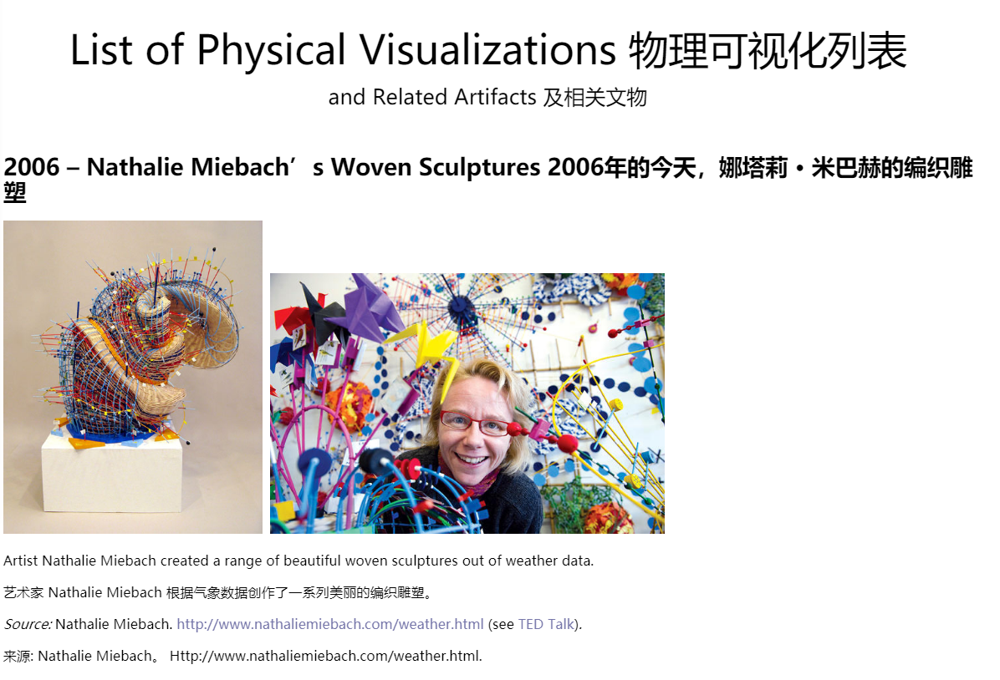 List of Physical Visualizations 物理可视化列表
and Related Artifacts 及相关文物
2006 – Nathalie Miebach’s Woven Sculptures 2006年的今天，娜塔莉·米巴赫的编织雕
塑
Artist Nathalie Miebach created a range of beautiful woven sculptures out of weather data.
艺术家 Nathalie Miebach 根据气象数据创作了一系列美丽的编织雕塑。
Source: Nathalie Miebach. http://www.nathaliemiebach.com/weather.html (see TED Talk).
来源: Nathalie Miebach。 Http://www.nathaliemiebach.com/weather.html.